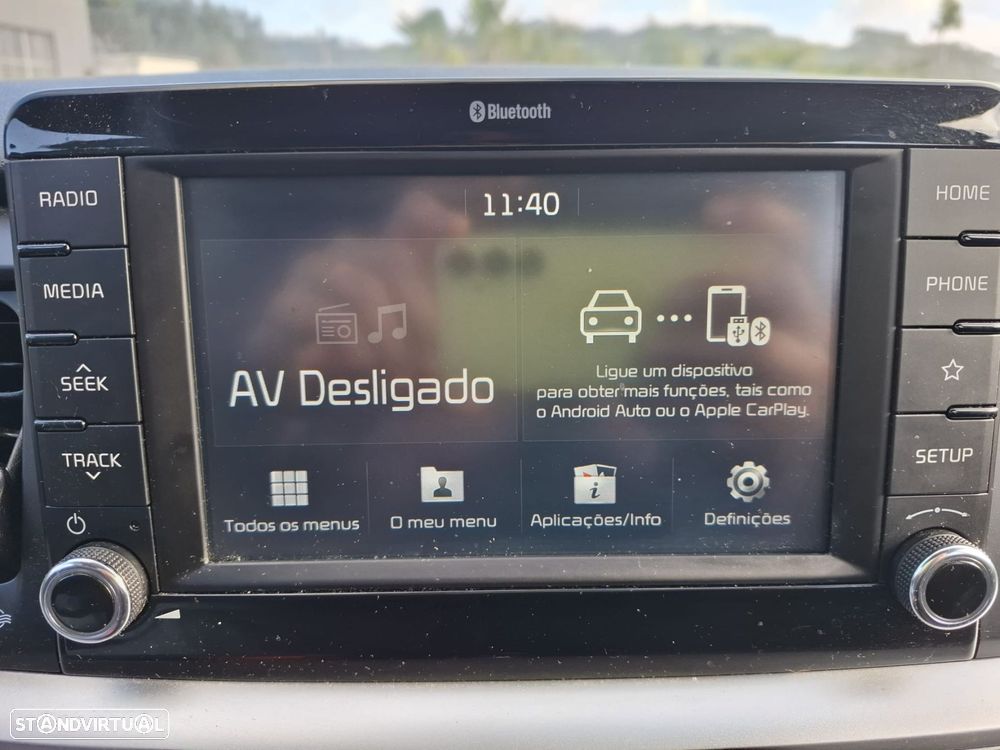 Bluetooth
RADIO
MEDIA
SEEK
TRACK
11:40
AV Desligado
Ligue um dispositivo
para obter mais funções, tais como
o Android Auto ou o Apple CarPlay.
Todos os menus
O meu menu
Aplicações/Info
Definições
HOME
PHONE
SETUP
STANDVIRTUAL